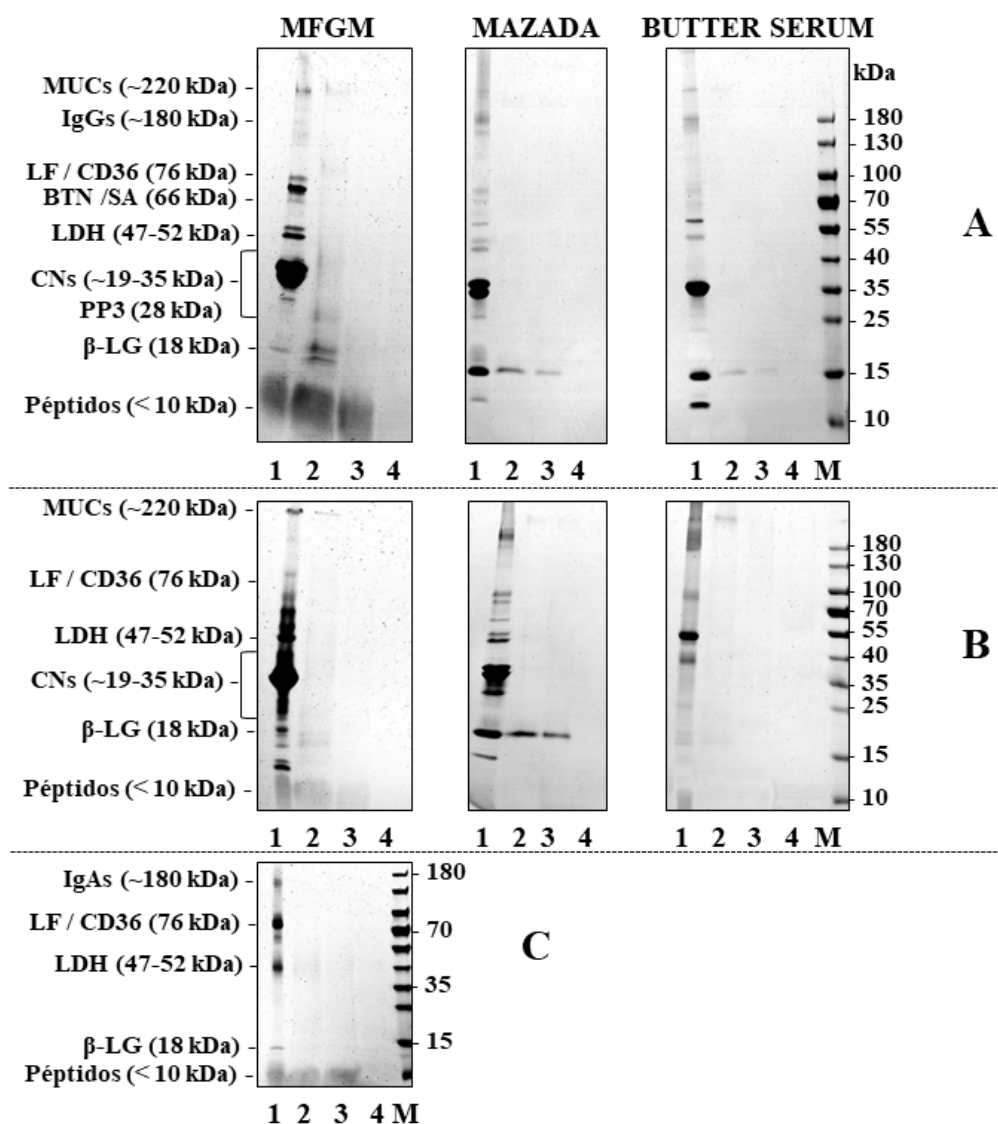 MFGM MAZADA BUTTER SERUM
kDa
MUCs (~220 kDa) -
IgGs (~180 kDa) -
LF / CD36 (76 kDa) -
BTN /SA (66 kDa) -
LDH (47-52 kDa) -
CNs (~19-35 kDa) -
PP3 (28 kDa)
β-LG (18 kDa) -
Péptidos (< 10 kDa) -
- 180
- 130
- 100
- 70
- 55
- 40
- 35
- 25
- 15
- 10
A
1 2 3 4 1 2 3 4 1 2 3 4 M
MUCs (~220 kDa) -
LF / CD36 (76 kDa) -
LDH (47-52 kDa) -
CNs (~19-35 kDa) -
β-LG (18 kDa) -
Péptidos (< 10 kDa) -
- 180
- 130
- 100
- 70
- 55
- 40
- 35
- 25
- 15
- 10
B
1 2 3 4 1 2 3 4 1 2 3 4 M
IgAs (~180 kDa) -
LF / CD36 (76 kDa) -
LDH (47-52 kDa) -
β-LG (18 kDa) -
Péptidos (< 10 kDa) -
- 180
- 70
- 35
- 15
C
1 2 3 4 M